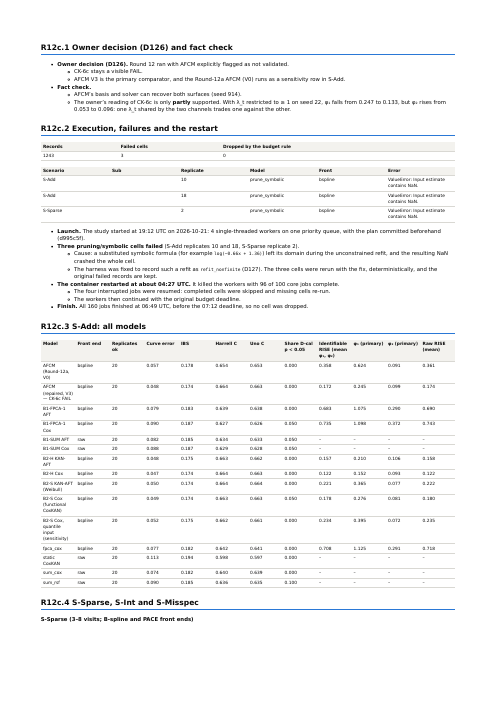 R12c.1 Owner decision (D126) and fact check
Owner decision (D126). Round 12 ran with AFCM explicitly flagged as not validated.
CK-6c stays a visible FAIL.
AFCM V3 is the primary comparator, and the Round-12a AFCM (V0) runs as a sensitivity row in S-Add.
Fact check.
AFCM's basis and solver can recover both surfaces (seed 914).
The owner's reading of CK-6c is only partly supported. With λ_t restricted to ≤ 1 on seed 22, φ₁ falls from 0.247 to 0.133, but φ₂ rises from
0.053 to 0.096: one λ_t shared by the two channels trades one against the other.
R12c.2 Execution, failures and the restart
Records Failed cells Dropped by the budget rule
1243 3 0
Scenario Sub Replicate Model Front Error
S-Add 10 prune_symbolic bspline ValueError: Input estimate
contains NaN.
S-Add 18 prune_symbolic bspline ValueError: Input estimate
contains NaN.
S-Sparse 2 prune_symbolic bspline ValueError: Input estimate
contains NaN.
Launch. The study started at 19:12 UTC on 2026-10-21: 4 single-threaded workers on one priority queue, with the plan committed beforehand
(d995c5f).
Three pruning/symbolic cells failed (S-Add replicates 10 and 18, S-Sparse replicate 2).
Cause: a substituted symbolic formula (for example log(-0.66x + 1.36)) left its domain during the unconstrained refit, and the resulting NaN
crashed the whole cell.
The harness was fixed to record such a refit as refit_nonfinite (D127). The three cells were rerun with the fix, deterministically, and the
original failed records are kept.
The container restarted at about 04:27 UTC. It killed the workers with 96 of 100 core cells complete.
The four interrupted jobs were resumed: completed cells were skipped and missing cells re-run.
The workers then continued with the original budget deadline.
Finish. All 160 jobs finished at 06:49 UTC, before the 07:12 deadline, so no cell was dropped.
R12c.3 S-Add: all models
Model Front end Replicates ok Curve error IBS Harrell C Uno C Share D-cal p < 0.05 Identifiable RISE (mean φ₁, φ₂) φ₁ (primary) φ₂ (primary) Raw RISE (mean)
AFCM (Round-12a, V0) bspline 20 0.057 0.178 0.654 0.653 0.000 0.358 0.624 0.091 0.361
AFCM (repaired, V3) — CK-6c FAIL bspline 20 0.048 0.174 0.664 0.663 0.000 0.172 0.245 0.099 0.174
B1-FPCA-1 AFT bspline 20 0.079 0.183 0.639 0.638 0.000 0.683 1.075 0.290 0.690
B1-FPCA-1 Cox bspline 20 0.090 0.187 0.627 0.626 0.050 0.735 1.098 0.372 0.743
B1-SUM AFT raw 20 0.082 0.185 0.634 0.633 0.050 – – – –
B1-SUM Cox raw 20 0.088 0.187 0.629 0.628 0.050 – – – –
B2-H KAN-AFT bspline 20 0.048 0.175 0.663 0.662 0.000 0.157 0.210 0.106 0.158
B2-H Cox bspline 20 0.047 0.174 0.664 0.663 0.000 0.122 0.152 0.093 0.122
B2-S KAN-AFT (Weibull) bspline 20 0.050 0.174 0.664 0.664 0.000 0.221 0.365 0.077 0.222
B2-S Cox (functional CoxKAN) bspline 20 0.049 0.174 0.663 0.663 0.050 0.178 0.276 0.081 0.180
B2-S Cox, quantile input (sensitivity) bspline 20 0.052 0.175 0.662 0.661 0.000 0.234 0.395 0.072 0.245
fpca_cox bspline 20 0.077 0.182 0.642 0.641 0.000 0.708 1.125 0.291 0.718
static CoxKAN raw 20 0.113 0.194 0.598 0.597 0.000 – – – –
sum_cox raw 20 0.074 0.182 0.640 0.639 0.000 – – – –
sum_rsf raw 20 0.090 0.185 0.636 0.635 0.100 – – – –
R12c.4 S-Sparse, S-Int and S-Misspec
S-Sparse (3–8 visits; B-spline and PACE front ends)